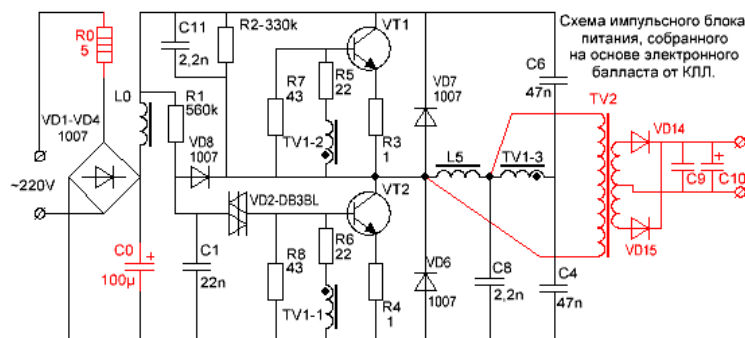 Схема импульсного блока
питания, собранного
на основе электронного
балласта от КЛЛ.
R0
5
C11
2,2n
R2-330k
VT1
C6
47n
VD1-VD4
1007
L0
R1
560k
R7
43
R5
22
VD7
1007
TV2
TV1-2
R3
1
VD8
1007
VD14
~220V
L5
TV1-3
VT2
VD2-DB3BL
C9
C10
VD15
C0
100µ
C1
22n
R8
43
R6
22
VD6
1007
C8
2,2n
C4
47n
TV1-1
R4
1
+
+